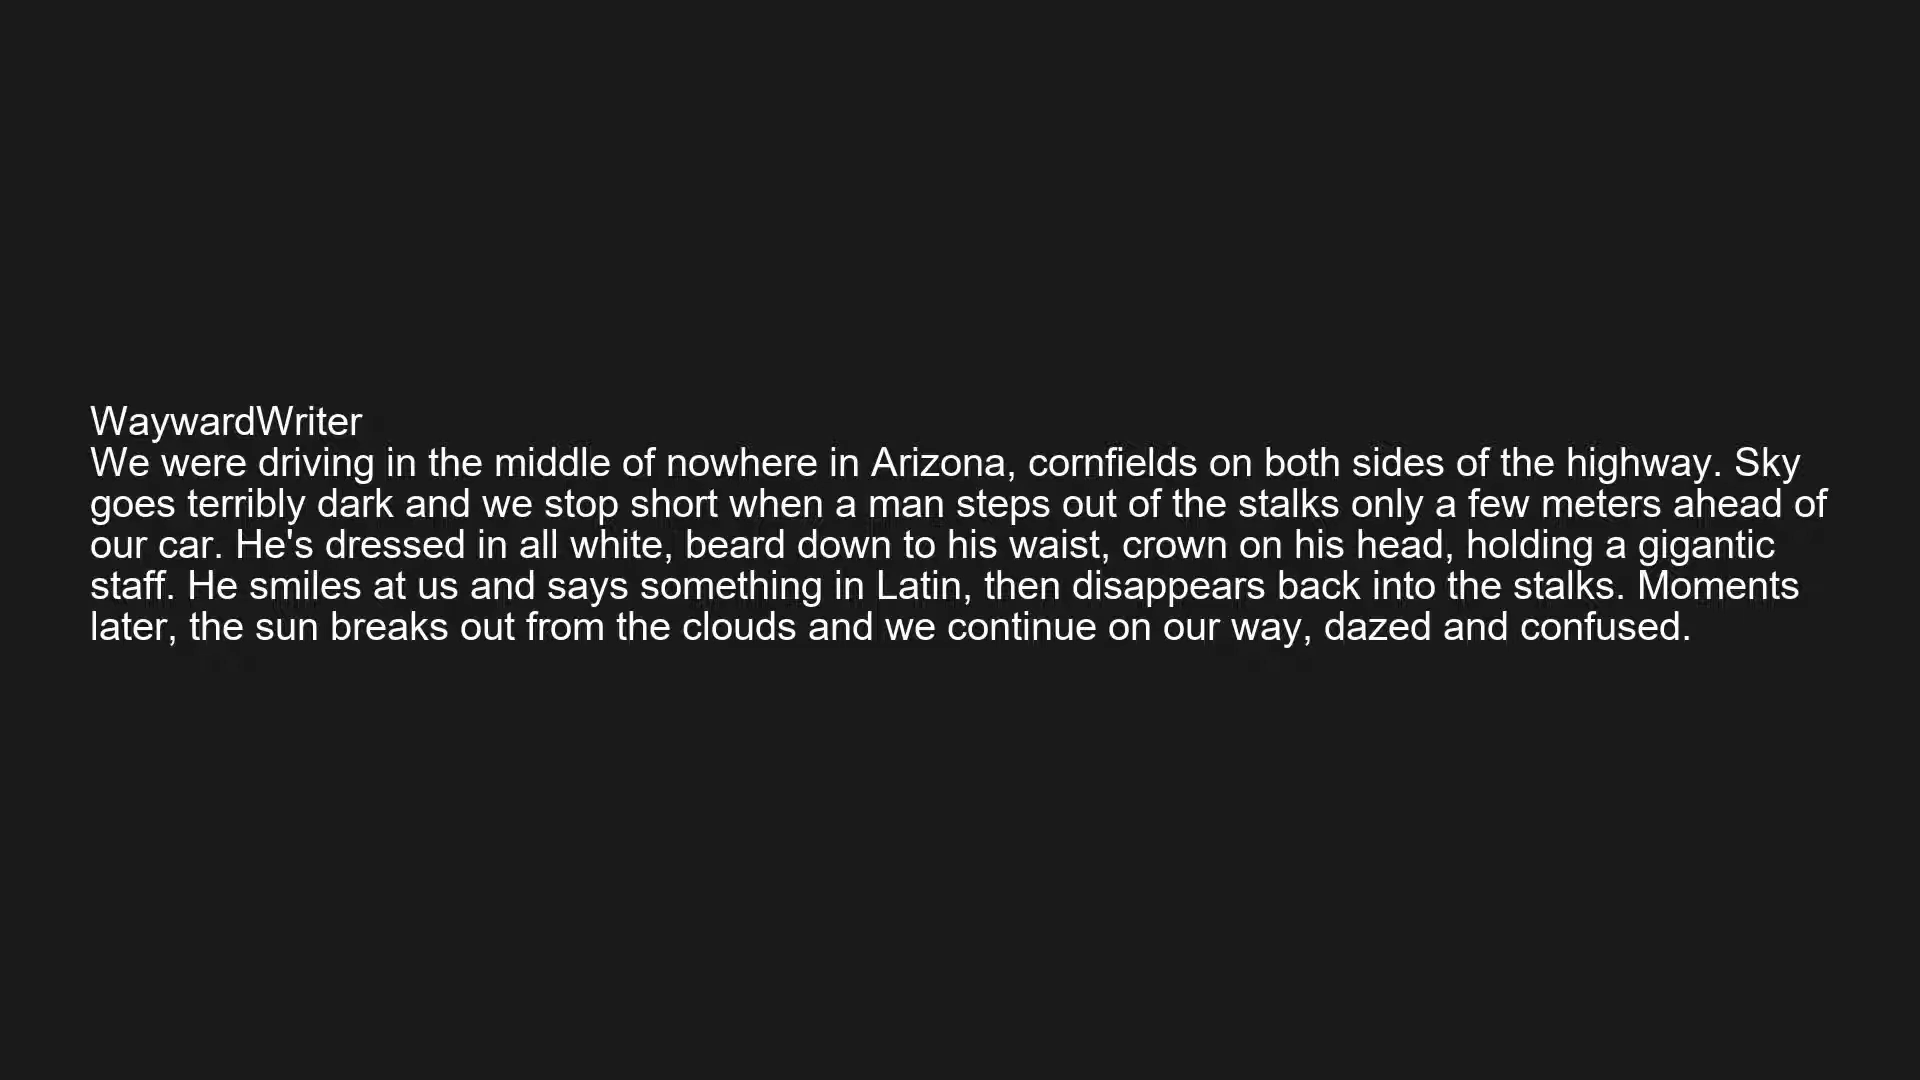 WaywardWriter
We were driving in the middle of nowhere in Arizona, cornfields on both sides of the highway. Sky
goes terribly dark and we stop short when a man steps out of the stalks only a few meters ahead of
our car. He's dressed in all white, beard down to his waist, crown on his head, holding a gigantic
staff. He smiles at us and says something in Latin, then disappears back into the stalks. Moments
later, the sun breaks out from the clouds and we continue on our way, dazed and confused.